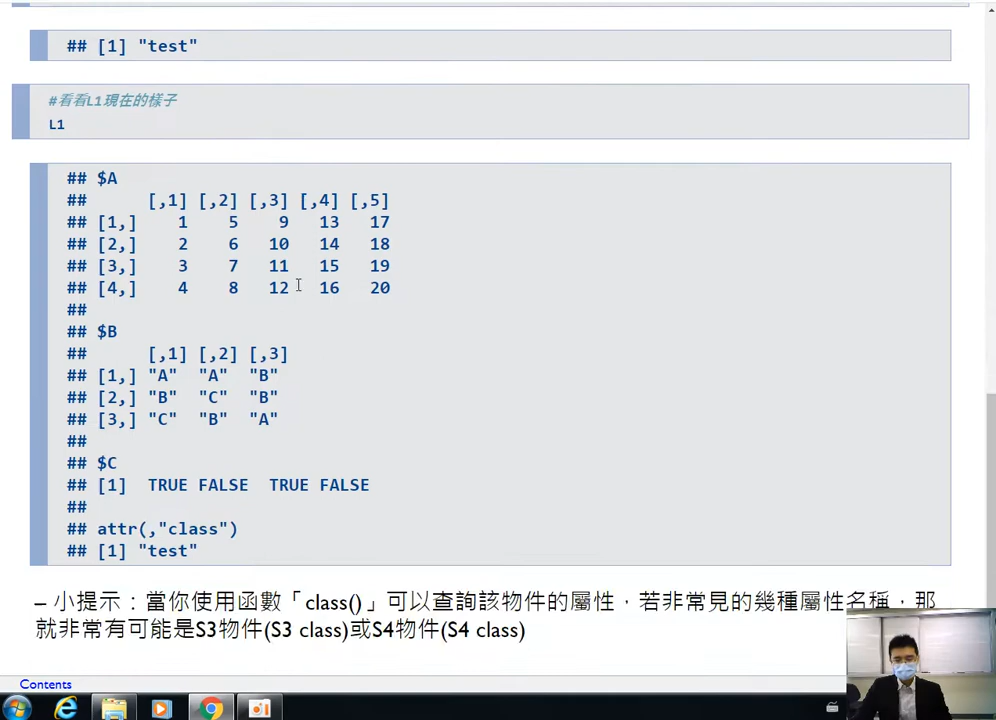 ## [1] "test"
#看看L1現在的樣子
L1
## $A
##      [,1] [,2] [,3] [,4] [,5]
## [1,]    1    5    9   13   17
## [2,]    2    6   10   14   18
## [3,]    3    7   11   15   19
## [4,]    4    8   12   16   20
##
## $B
##      [,1] [,2] [,3]
## [1,] "A"  "A"  "B"
## [2,] "B"  "C"  "B"
## [3,] "C"  "B"  "A"
##
## $C
## [1]  TRUE FALSE  TRUE FALSE
##
## attr(,"class")
## [1] "test"
– 小提示：當你使用函數「class()」可以查詢該物件的屬性，若非常見的幾種屬性名稱，那
就非常有可能是S3物件(S3 class)或S4物件(S4 class)
Contents